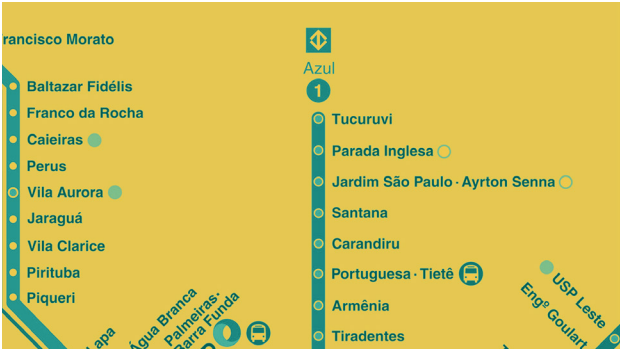 rancisco Morato
Baltazar Fidélis
Franco da Rocha
Caieiras
Perus
Vila Aurora
Jaraguá
Vila Clarice
Pirituba
Piqueri
Lapa
Água Branca
Palmeiras·
Barra Funda
Azul
1
Tucuruvi
Parada Inglesa
Jardim São Paulo · Ayrton Senna
Santana
Carandiru
Portuguesa · Tietê
Armênia
Tiradentes
USP Leste
Engº Goulart